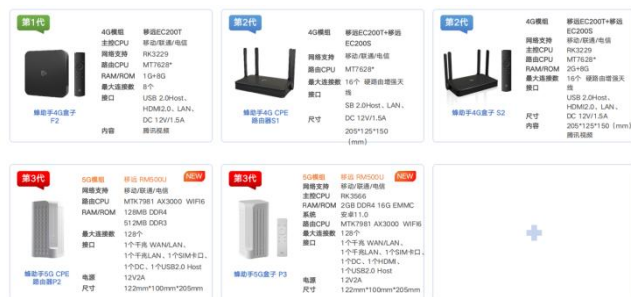 第1代
4G模组 移远EC200T
网络支持 移动/联通/电信
主控CPU RK3229
路由CPU MT7628*
RAM/ROM 1G+8G
最大连接数 8个
接口 USB 2.0Host、
HDMI2.0、LAN、
DC 12V/1.5A
内容 腾讯视频
蜂助手4G盒子
F2
第2代
4G模组 移远EC200T+移远
EC200S
网络支持 移动/联通/电信
路由CPU MT7628*
最大连接数 16个 硬路由增强天
线
接口
SB 2.0Host、LAN、
DC 12V/1.5A
尺寸
205*125*150
(mm)
蜂助手4G CPE
路由器S1
第2代
4G模组 移远EC200T+移远
EC200S
网络支持 移动/联通/电信
主控CPU RK3229
路由CPU MT7628*
RAM/ROM 2G+8G
最大连接数 16个 硬路由增强天
线
接口 USB 2.0Host、
HDMI2.0、LAN、
DC 12V/1.5A
尺寸 205*125*150 (mm)
内容 腾讯视频
蜂助手4G盒子 S2
第3代
5G模组 移远 RM500U NEW
网络支持 移动/联通/电信
路由CPU MTK7981 AX3000 WIFI6
RAM/ROM 128MB DDR4
512MB DDR3
最大连接数 128个
接口 1个千兆 WAN/LAN、
1个千兆LAN、1个SIM卡口、
1个DC、1个USB2.0 Host
电源 12V2A
尺寸 122mm*100mm*205mm
蜂助手5G CPE
路由器P2
第3代
5G模组 移远 RM500U NEW
网络支持 移动/联通/电信
主控CPU RK3566
RAM/ROM 2GB DDR4 16G EMMC
系统 安卓11.0
路由CPU MTK7981 AX3000 WIFI6
最大连接数 128个
接口 1个千兆 WAN/LAN、
1个千兆LAN、1个SIM卡口、
1个DC、1个HDMI、
1个USB2.0 Host
电源 12V2A
尺寸 122mm*100mm*205mm
蜂助手5G盒子 P3